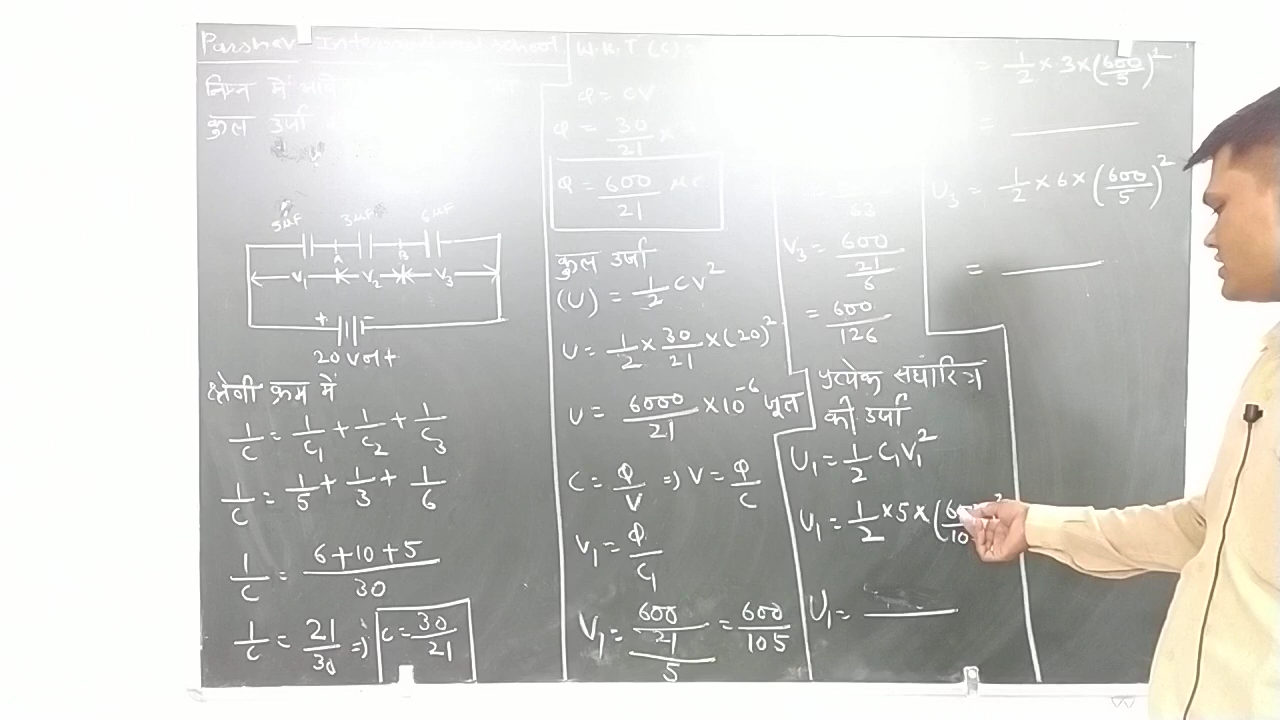 Parshav International School
निम्न में
कुल उर्जा
5μF 3μF 6μF
A B
V₁ V₂ V₃
+ -
20 Volt
श्रेणी क्रम में
1/C = 1/C₁ + 1/C₂ + 1/C₃
1/C = 1/5 + 1/3 + 1/6
1/C = (6+10+5)/30
1/C = 21/30 ⇒ C = 30/21
W.K.T
Φ = CV
Φ = 30/21 ×
Φ = 600/21 μc
कुल उर्जा
(U) = 1/2 CV²
U = 1/2 × 30/21 × (20)²
U = 6000/21 × 10⁻⁶ जूल
C = Φ/V ⇒ V = Φ/C
V₁ = Φ/C₁
V₁ = 600/21/5 = 600/105
63
V₃ = 600/21/6
= 600/126
प्रत्येक संधारित्र
की उर्जा
U₁ = 1/2 C₁V₁²
U₁ = 1/2 × 5 × (
U₁ =
= 1/2 × 3 × (600/5)²
=
U₃ = 1/2 × 6 × (600/5)²
=